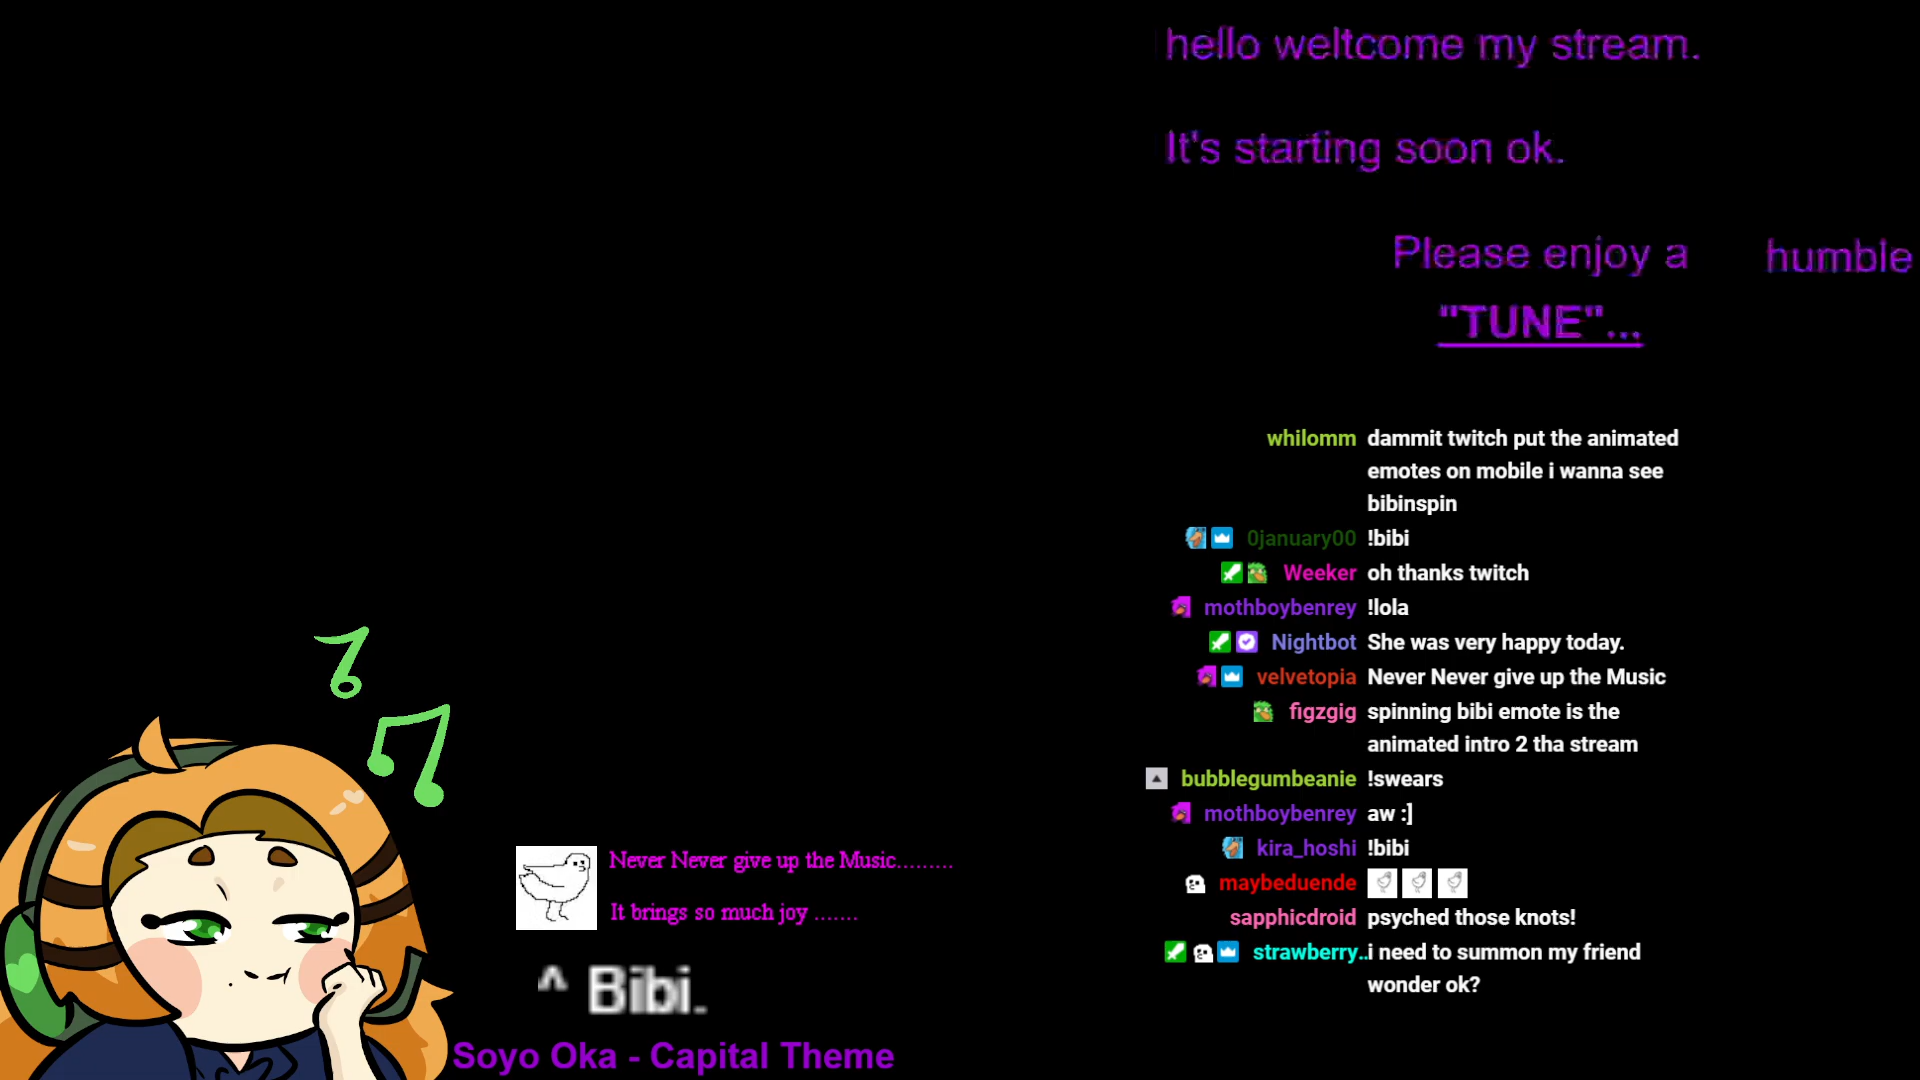 hello weltcome my stream.
It's starting soon ok.
Please enjoy a humble
"TUNE"...
whilomm dammit twitch put the animated
emotes on mobile i wanna see
bibinspin
0january00 !bibi
Weeker oh thanks twitch
mothboybenrey !lola
Nightbot She was very happy today.
velvetopia Never Never give up the Music
figzgig spinning bibi emote is the
animated intro 2 tha stream
bubblegumbeanie !swears
mothboybenrey aw :]
kira_hoshi !bibi
maybeduende
sapphicdroid psyched those knots!
strawberry.. i need to summon my friend
wonder ok?
Never Never give up the Music.........
It brings so much joy .......
^ Bibi.
Soyo Oka - Capital Theme